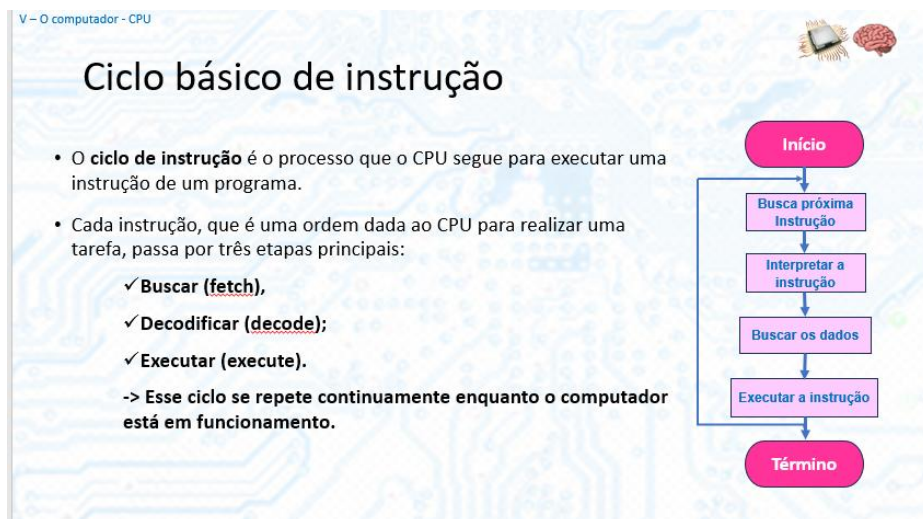 V – O computador - CPU
Ciclo básico de instrução
• O ciclo de instrução é o processo que o CPU segue para executar uma
instrução de um programa.
• Cada instrução, que é uma ordem dada ao CPU para realizar uma
tarefa, passa por três etapas principais:
✓Buscar (fetch),
✓Decodificar (decode);
✓Executar (execute).
-> Esse ciclo se repete continuamente enquanto o computador
está em funcionamento.
Início
Busca próxima
Instrução
Interpretar a
instrução
Buscar os dados
Executar a instrução
Término